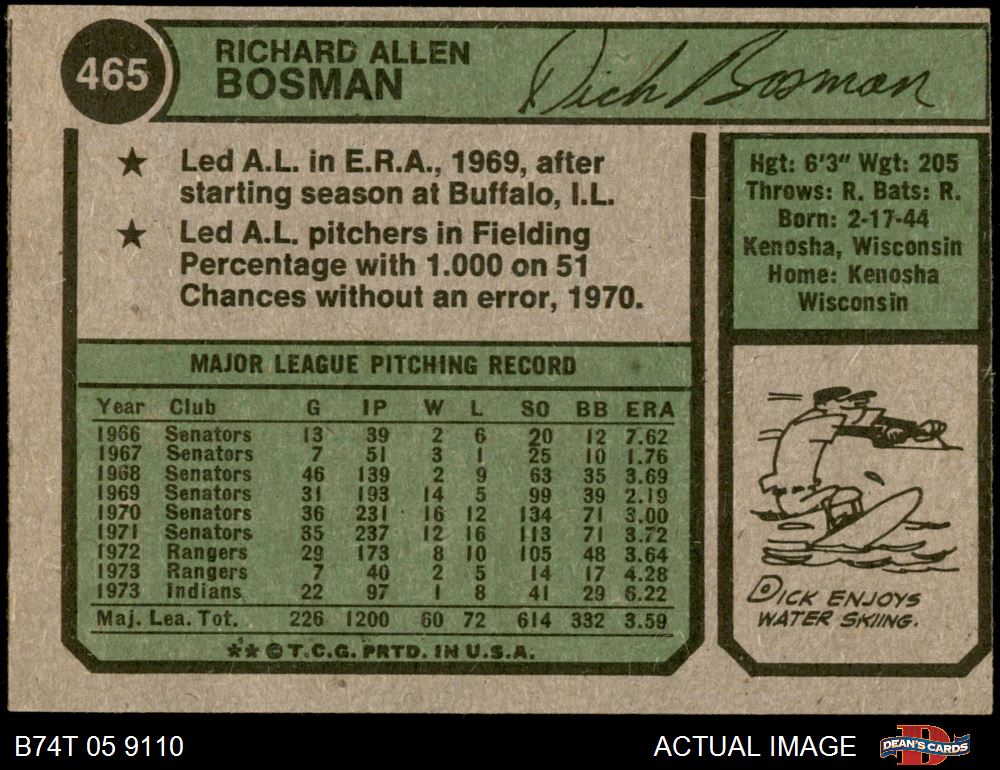 465
RICHARD ALLEN
BOSMAN
Dick Bosman
★ Led A.L. in E.R.A., 1969, after
starting season at Buffalo, I.L.
★ Led A.L. pitchers in Fielding
Percentage with 1.000 on 51
Chances without an error, 1970.
Hgt: 6'3" Wgt: 205
Throws: R. Bats: R.
Born: 2-17-44
Kenosha, Wisconsin
Home: Kenosha
Wisconsin
MAJOR LEAGUE PITCHING RECORD
Year Club G IP W L SO BB ERA
1966 Senators 13 39 2 6 20 12 7.62
1967 Senators 7 51 3 1 25 10 1.76
1968 Senators 46 139 2 9 63 35 3.69
1969 Senators 31 193 14 5 99 39 2.19
1970 Senators 36 231 16 12 134 71 3.00
1971 Senators 35 237 12 16 113 71 3.72
1972 Rangers 29 173 8 10 105 48 3.64
1973 Rangers 7 40 2 5 14 17 4.28
1973 Indians 22 97 1 8 41 29 6.22
Maj. Lea. Tot. 226 1200 60 72 614 332 3.59
★★ © T.C.G. PRTD. IN U.S.A.
DICK ENJOYS
WATER SKIING.
B74T 05 9110
ACTUAL IMAGE
D
DEAN'S CARDS